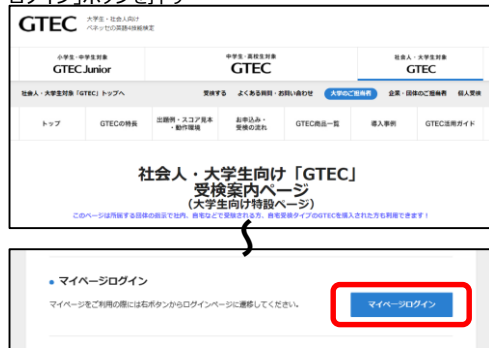 GTEC 大学生・社会人向け
ベネッセの英語4技能検定
小学生・中学生対象 中学生・高校生対象 社会人・大学生対象
GTEC Junior GTEC GTEC
社会人・大学生対象「GTEC」トップへ 受検する よくある質問・お問い合わせ 大学のご担当者 企業・団体のご担当者 個人受検
トップ GTECの特長 出題例・スコア見本・動作環境 お申込み・受検の流れ GTEC商品一覧 導入事例 GTEC活用ガイド
社会人・大学生向け「GTEC」
受検案内ページ
(大学生向け特設ページ)
このページは所属する団体の指示で社内、自宅などで受験される方、自宅受検タイプのGTECを導入された方も利用できます！
マイページログイン
マイページをご利用の際には右ボタンからログインページに遷移してください。 マイページログイン